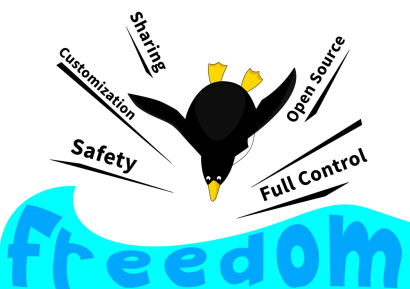 Sharing
Customization
Open Source
Safety
Full Control
freedom